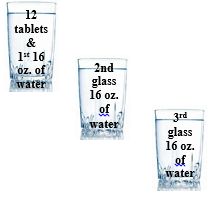 12
tablets
&
1st 16
oz. of
water
2nd
glass
16 oz.
of
water
3rd
glass
16 oz.
of
water